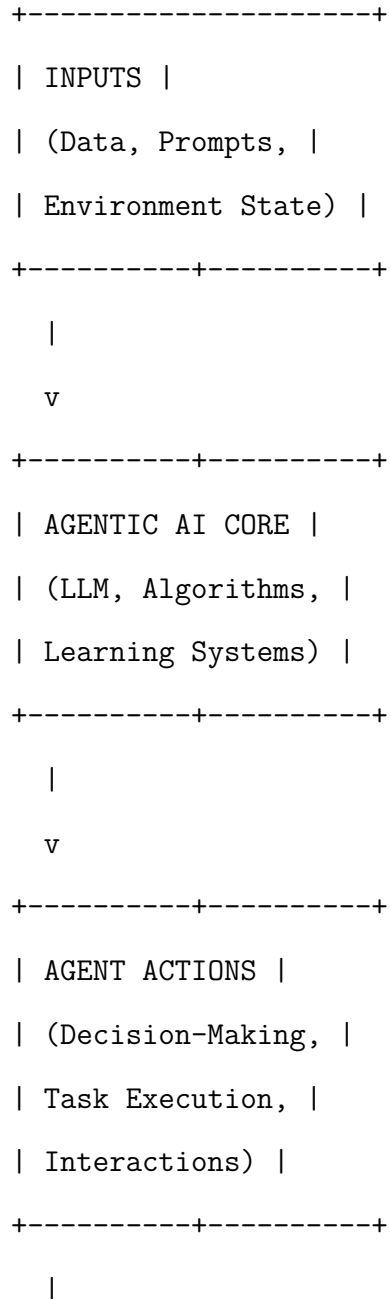 +---------------------+
| INPUTS |
| (Data, Prompts, |
| Environment State) |
+----------+----------+
|
v
+----------+----------+
| AGENTIC AI CORE |
| (LLM, Algorithms, |
| Learning Systems) |
+----------+----------+
|
v
+----------+----------+
| AGENT ACTIONS |
| (Decision-Making, |
| Task Execution, |
| Interactions) |
+----------+----------+
|